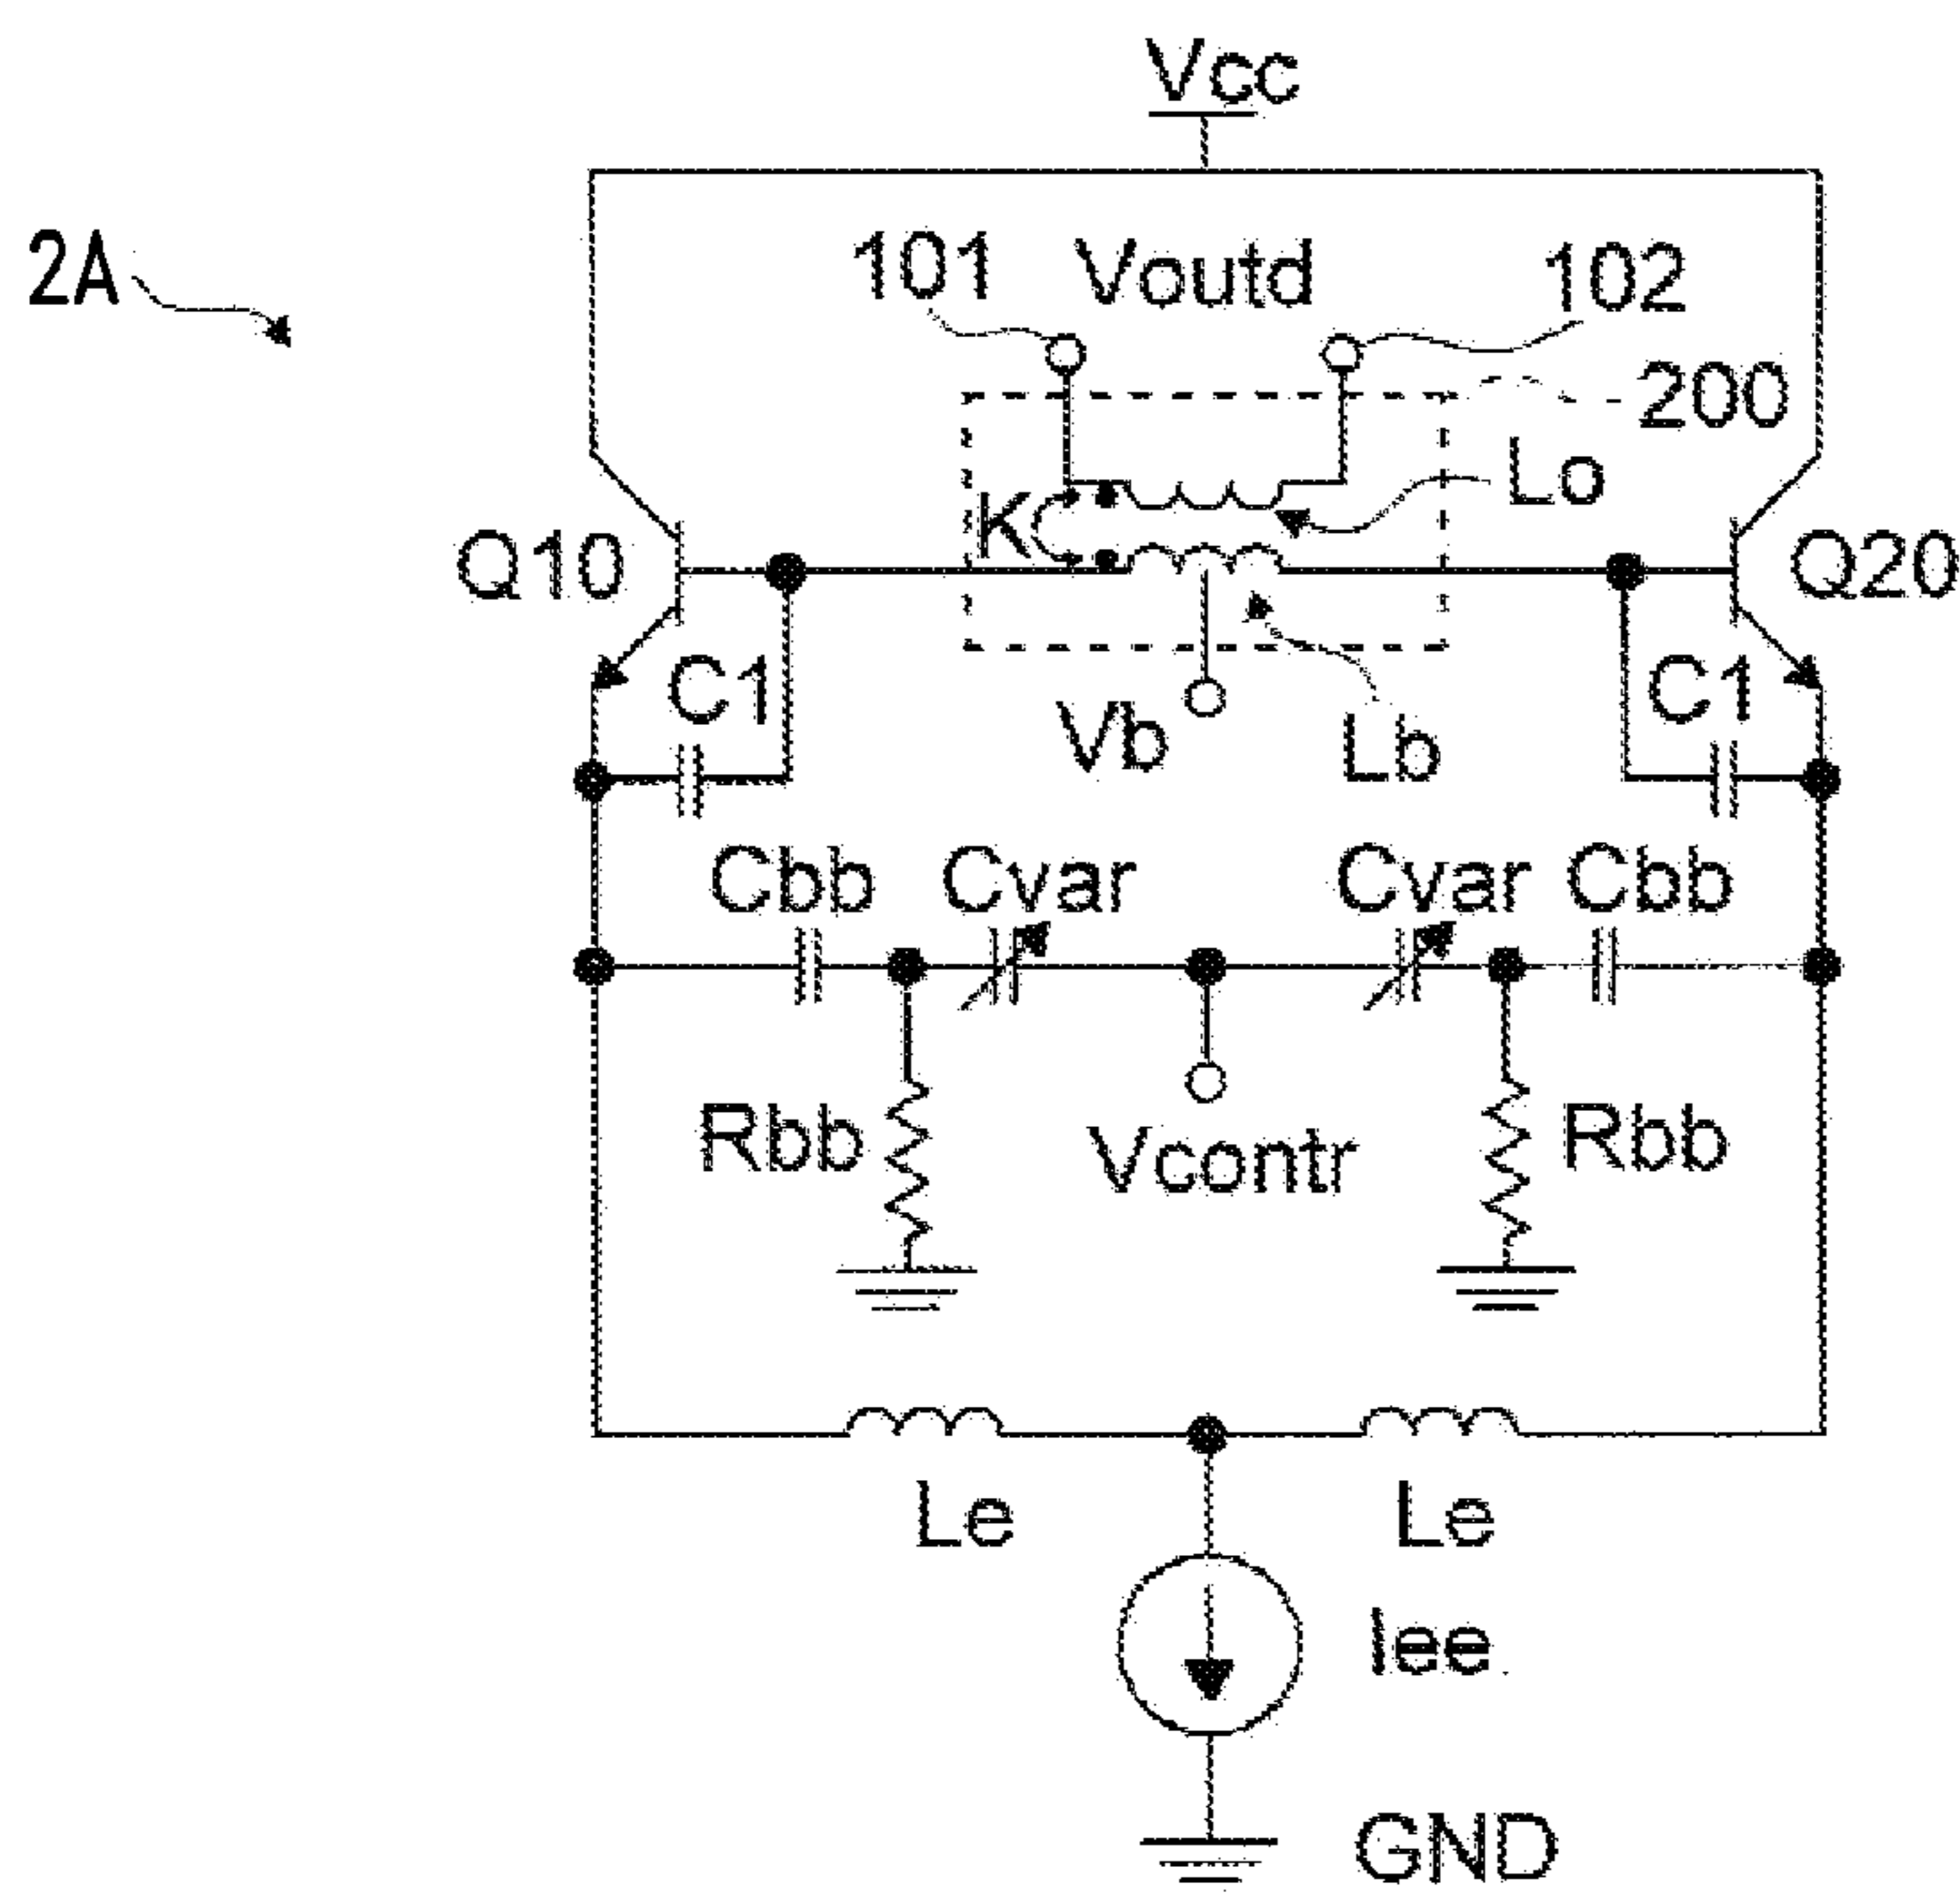 Vcc
2A
101 Voutd 102
200
Lo
K
Q10 Q20
C1 C1
Vb Lb
Cbb Cvar Cvar Cbb
Rbb Vcontr Rbb
Le Le
Iee
GND